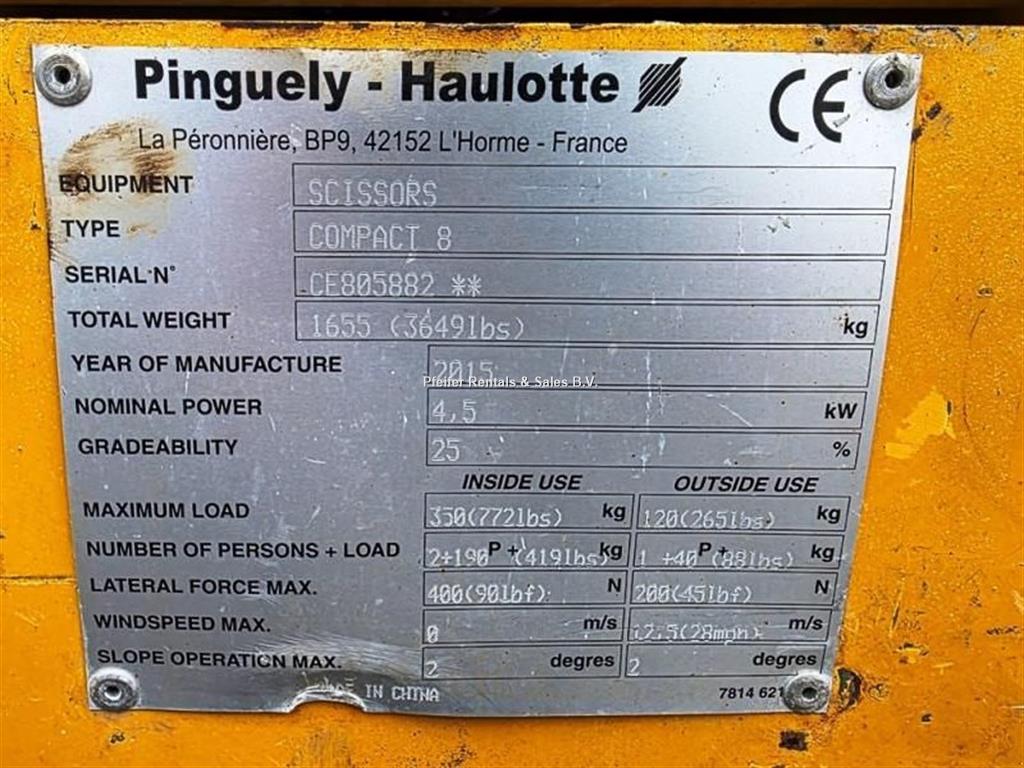 Pinguely - Haulotte
CE
La Péronnière, BP9, 42152 L'Horme - France
EQUIPMENT SCISSORS
TYPE COMPACT 8
SERIAL N° CE805882 **
TOTAL WEIGHT 1655 (3649lbs) kg
YEAR OF MANUFACTURE 2015
Pfeifer Rentals & Sales B.V.
NOMINAL POWER 4,5 kW
GRADEABILITY 25 %
INSIDE USE OUTSIDE USE
MAXIMUM LOAD 350(772lbs) kg 120(265lbs) kg
NUMBER OF PERSONS + LOAD 2+190 P + (419lbs) kg 1 +40 P + (88lbs) kg
LATERAL FORCE MAX. 400(90lbf) N 200(45lbf) N
WINDSPEED MAX. 0 m/s 12,5(28mph) m/s
SLOPE OPERATION MAX. 2 degres 2 degres
IN CHINA 7814 621